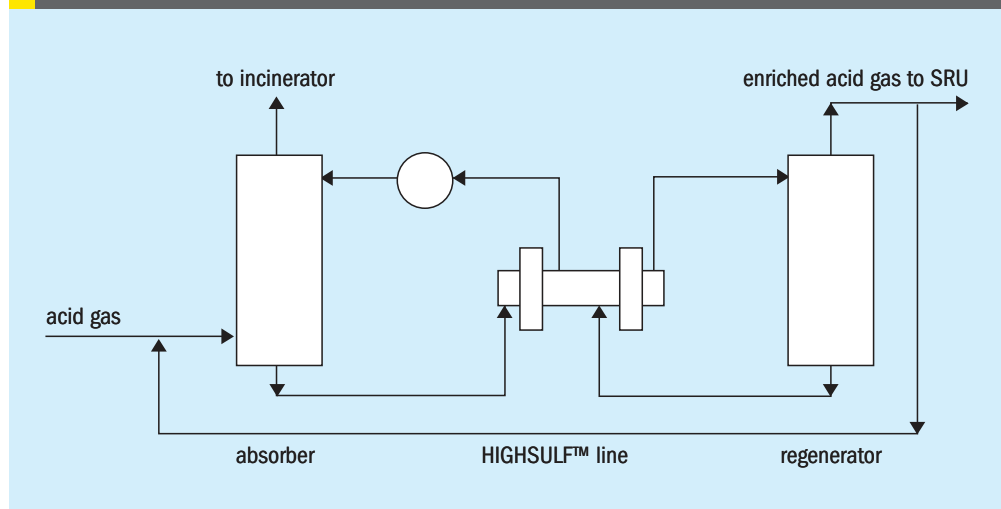 to incinerator
enriched acid gas to SRU
acid gas
absorber
HIGHSULF™ line
regenerator